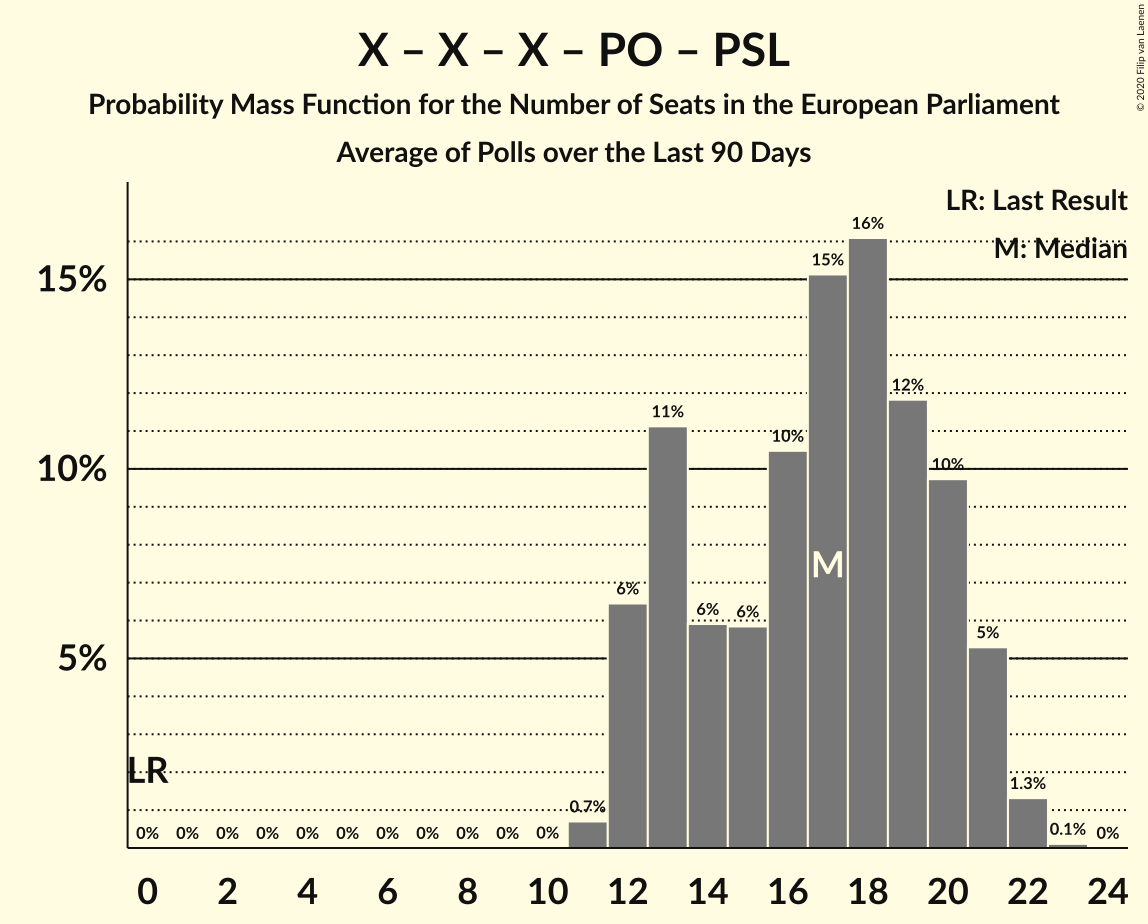 X – X – X – PO – PSL
Probability Mass Function for the Number of Seats in the European Parliament
Average of Polls over the Last 90 Days
© 2020 Filip van Laenen
LR: Last Result
M: Median
15%
10%
5%
LR
M
0% 0% 0% 0% 0% 0% 0% 0% 0% 0% 0% 0.7% 6% 11% 6% 6% 10% 15% 16% 12% 10% 5% 1.3% 0.1% 0%
0 2 4 6 8 10 12 14 16 18 20 22 24